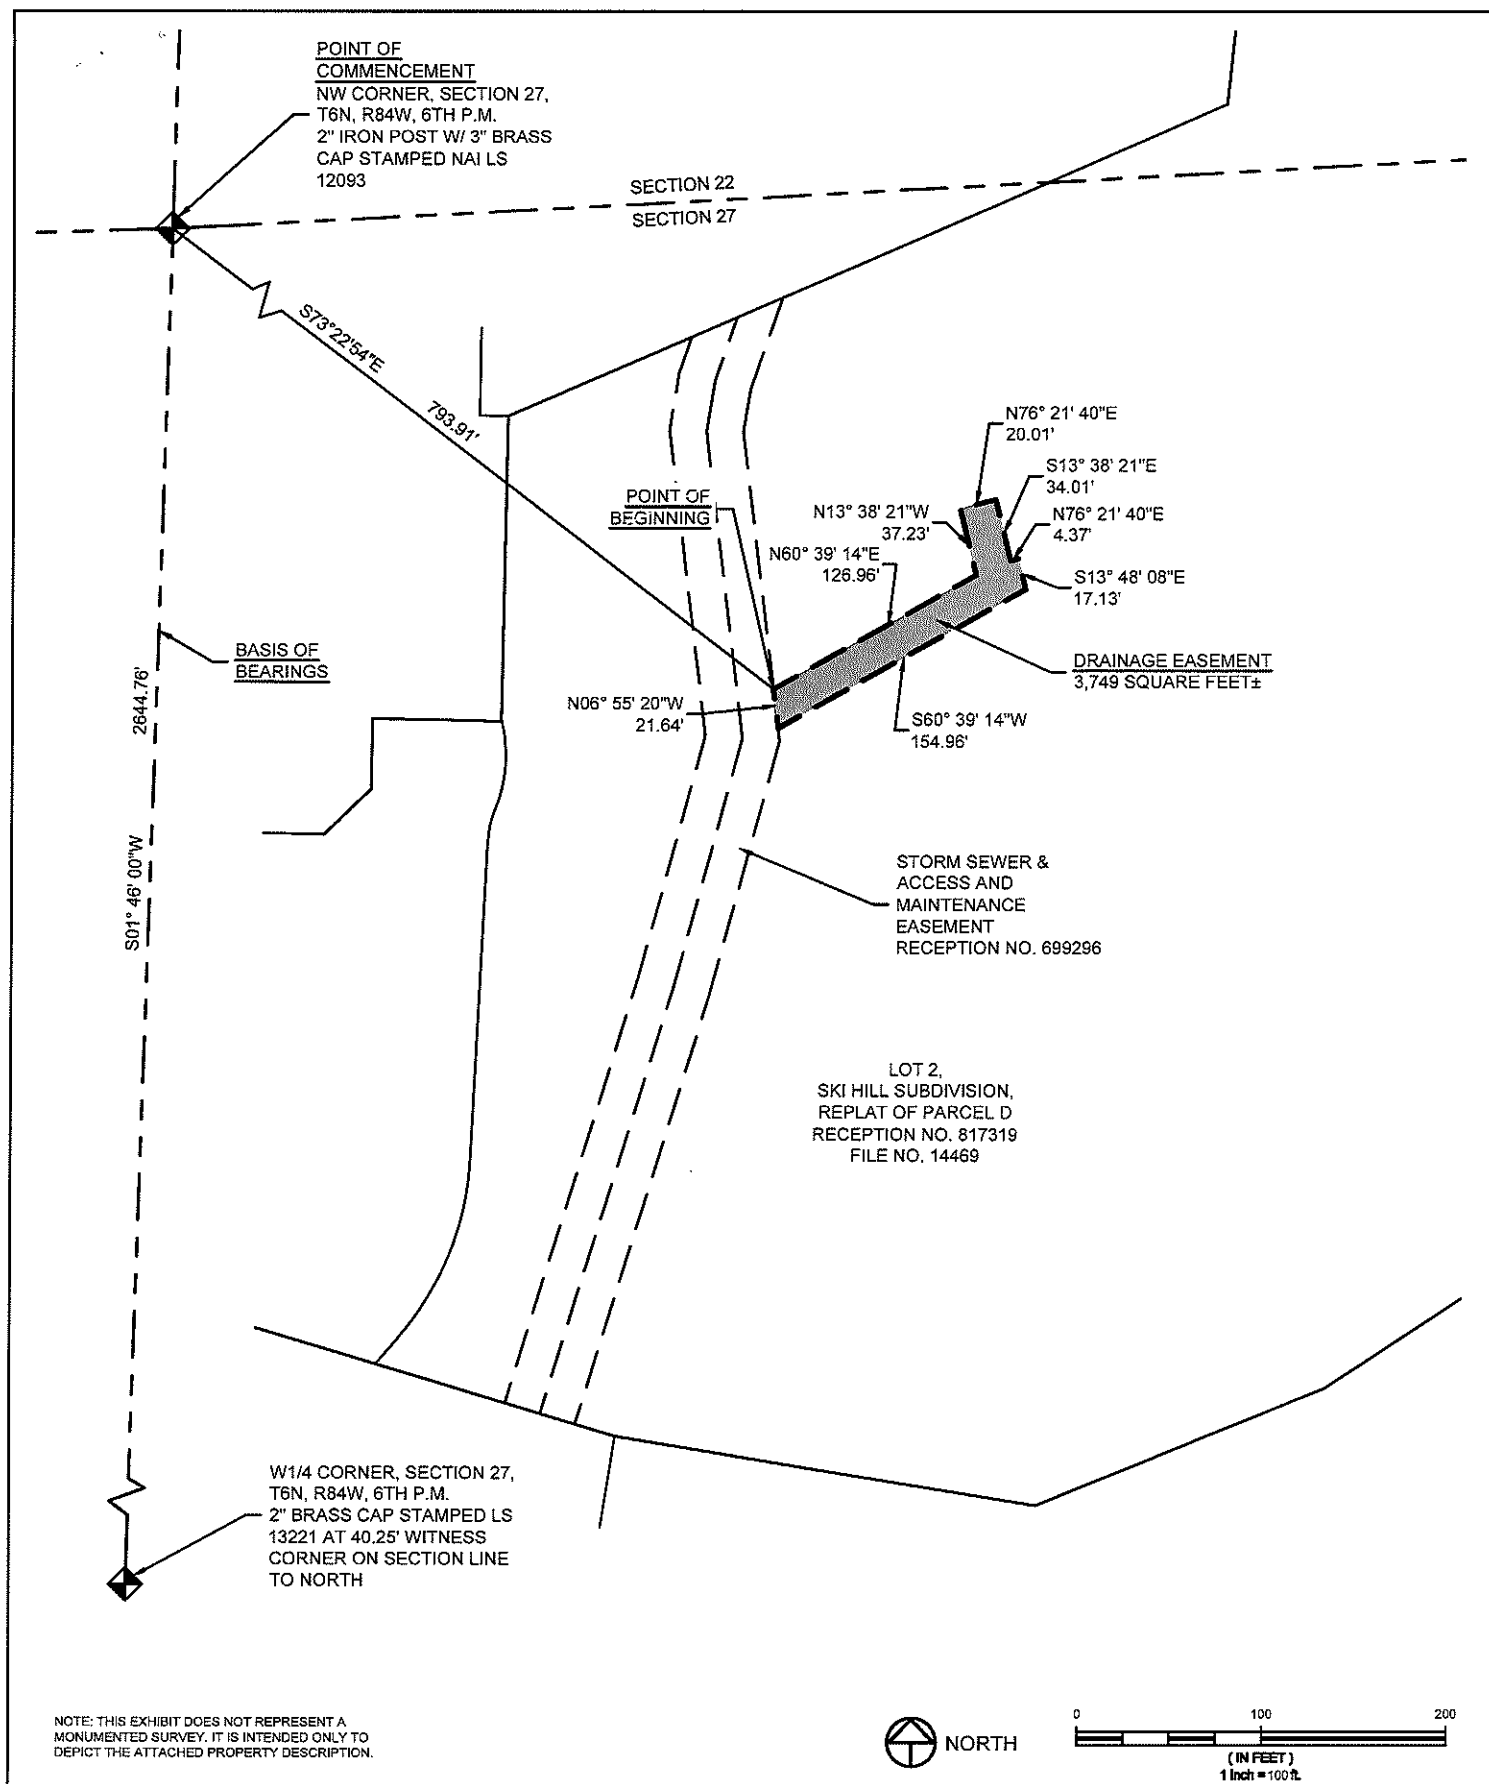 POINT OF
COMMENCEMENT
NW CORNER, SECTION 27,
T6N, R84W, 6TH P.M.
2" IRON POST W/ 3" BRASS
CAP STAMPED NAI LS
12093
SECTION 22
SECTION 27
S73°22'54"E
793.91'
N76° 21' 40"E
20.01'
S13° 38' 21"E
34.01'
POINT OF
BEGINNING
N13° 38' 21"W
37.23'
N76° 21' 40"E
4.37'
N60° 39' 14"E
126.96'
S13° 48' 08"E
17.13'
BASIS OF
BEARINGS
DRAINAGE EASEMENT
3,749 SQUARE FEET±
2644.76'
S01° 46' 00"W
N06° 55' 20"W
21.64'
S60° 39' 14"W
154.96'
STORM SEWER &
ACCESS AND
MAINTENANCE
EASEMENT
RECEPTION NO. 699296
LOT 2,
SKI HILL SUBDIVISION,
REPLAT OF PARCEL D
RECEPTION NO. 817319
FILE NO. 14469
W1/4 CORNER, SECTION 27,
T6N, R84W, 6TH P.M.
2" BRASS CAP STAMPED LS
13221 AT 40.25' WITNESS
CORNER ON SECTION LINE
TO NORTH
NOTE: THIS EXHIBIT DOES NOT REPRESENT A
MONUMENTED SURVEY. IT IS INTENDED ONLY TO
DEPICT THE ATTACHED PROPERTY DESCRIPTION.
NORTH
0 100 200
( IN FEET )
1 inch = 100 ft.